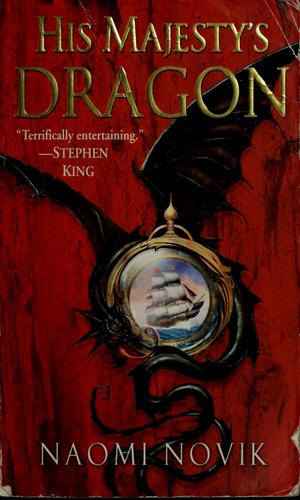 HIS MAJESTY'S
DRAGON
“Terrifically entertaining.”
—STEPHEN
KING
NAOMI NOVIK